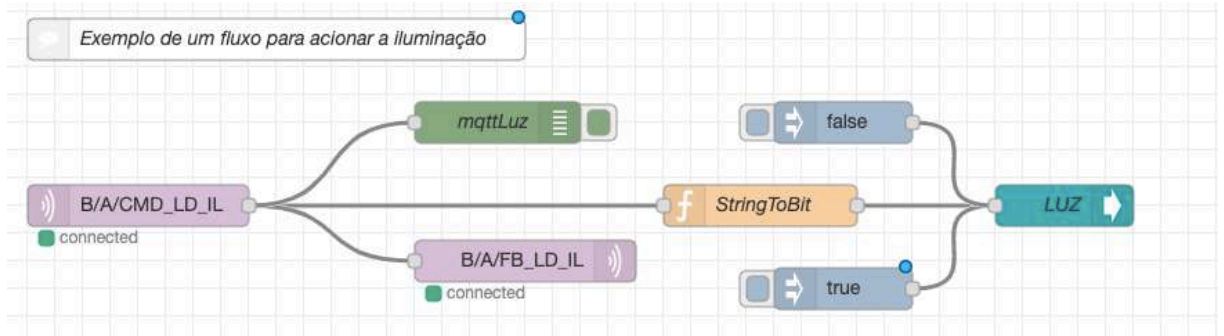 Exemplo de um fluxo para acionar a iluminação
mqttLuz
false
B/A/CMD_LD_IL
connected
StringToBit
LUZ
B/A/FB_LD_IL
connected
true